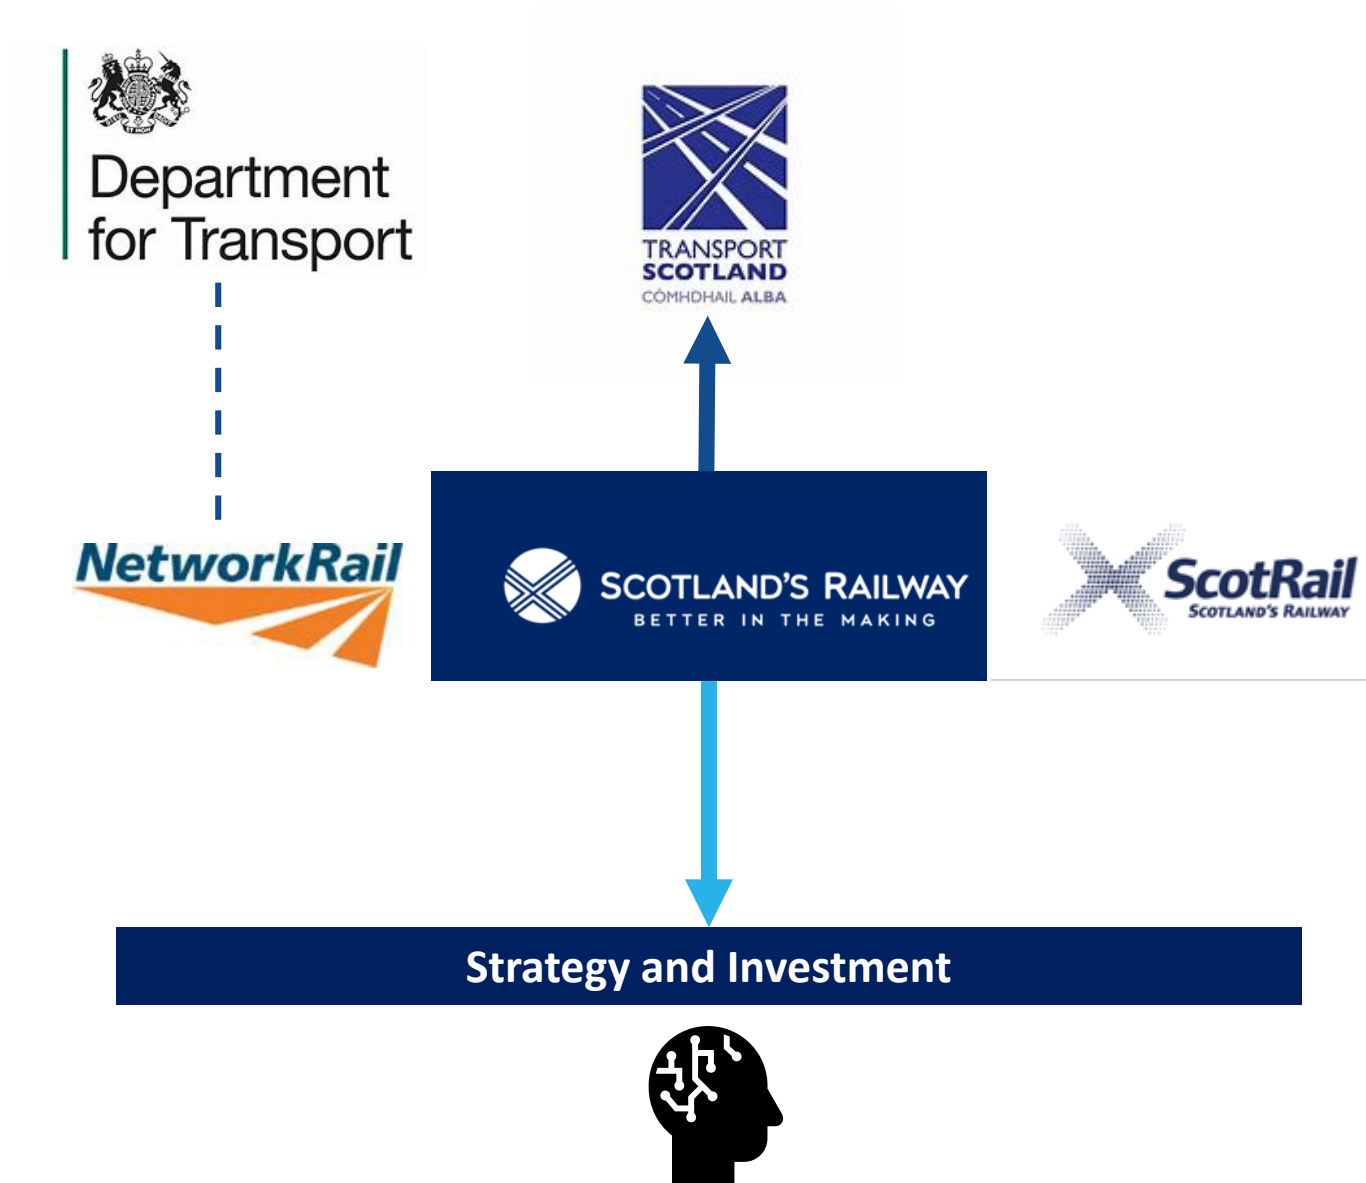 Department
for Transport
TRANSPORT
SCOTLAND
CÒMHDHAIL ALBA
NetworkRail
SCOTLAND'S RAILWAY
BETTER IN THE MAKING
ScotRail
SCOTLAND'S RAILWAY
Strategy and Investment